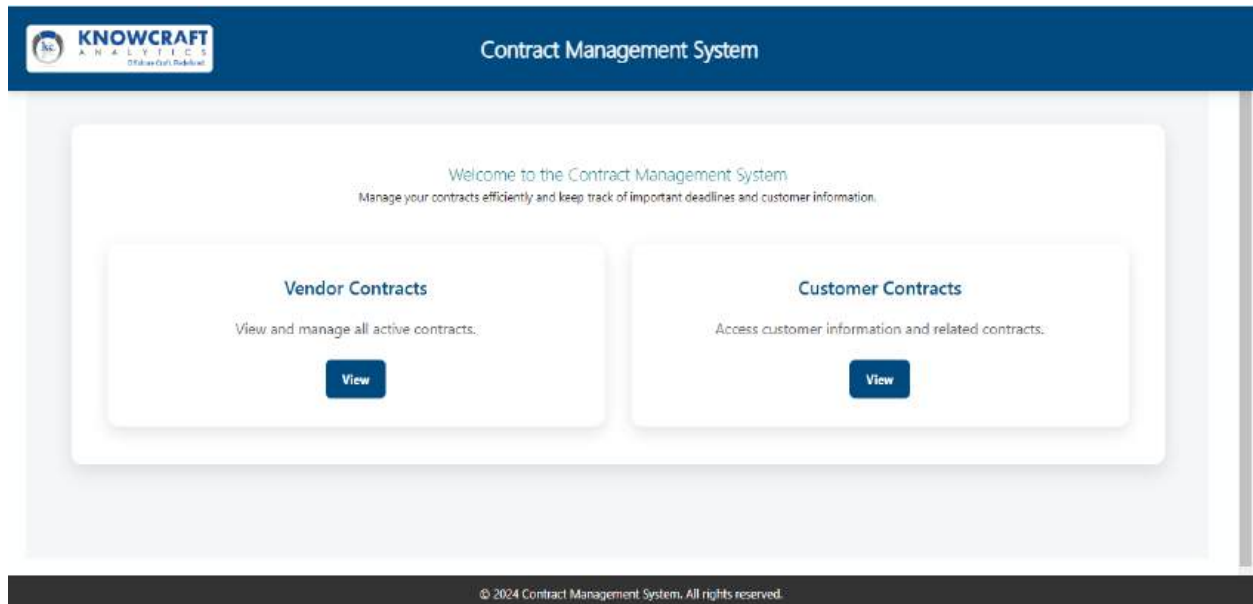 kc
KNOWCRAFT
ANALYTICS
Contract Management System
Welcome to the Contract Management System
Manage your contracts efficiently and keep track of important deadlines and customer information.
Vendor Contracts
View and manage all active contracts.
View
Customer Contracts
Access customer information and related contracts.
View
© 2024 Contract Management System. All rights reserved.